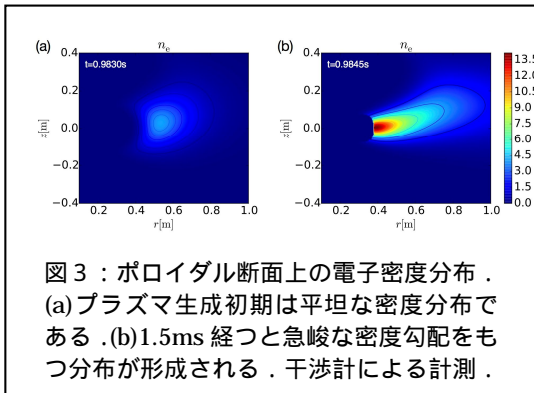 (a)
n_e
(b)
n_e
t=0.9830s
t=0.9845s
0.4
0.2
0.0
−0.2
−0.4
z[m]
0.2 0.4 0.6 0.8 1.0
r[m]
0.4
0.2
0.0
−0.2
−0.4
z[m]
0.2 0.4 0.6 0.8 1.0
r[m]
13.5
12.0
10.5
9.0
7.5
6.0
4.5
3.0
1.5
0.0
図3：ポロイダル断面上の電子密度分布．
(a)プラズマ生成初期は平坦な密度分布で
ある．(b)1.5ms 経つと急峻な密度勾配をも
つ分布が形成される．干渉計による計測．